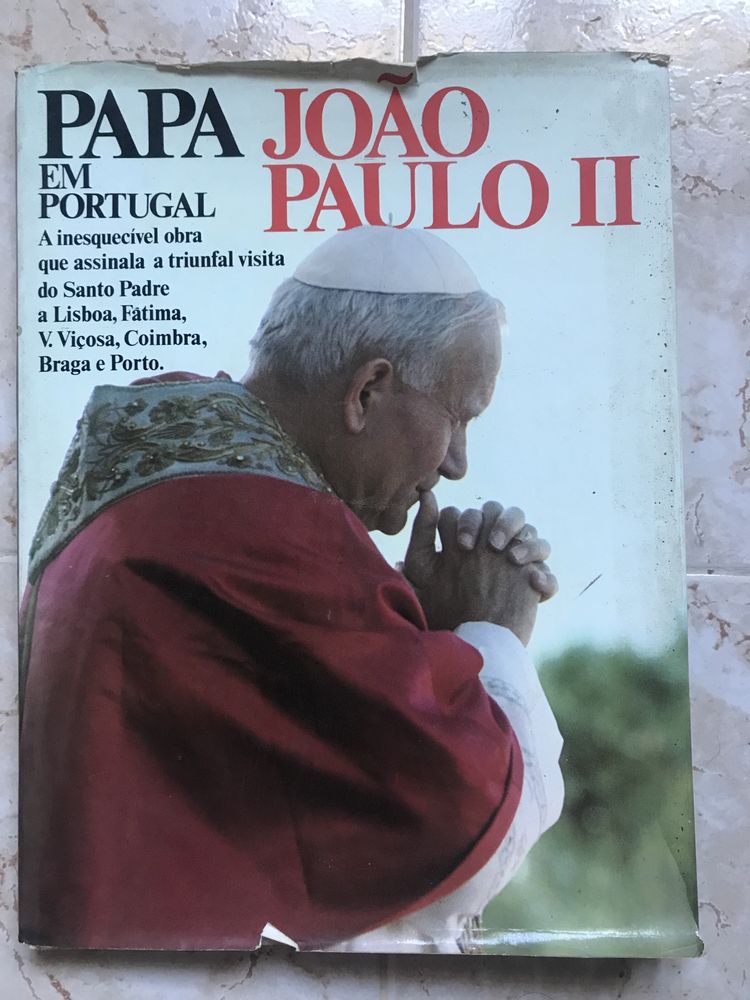 PAPA JOÃO
EM PAULO II
PORTUGAL
A inesquecível obra
que assinala a triunfal visita
do Santo Padre
a Lisboa, Fátima,
V. Viçosa, Coimbra,
Braga e Porto.